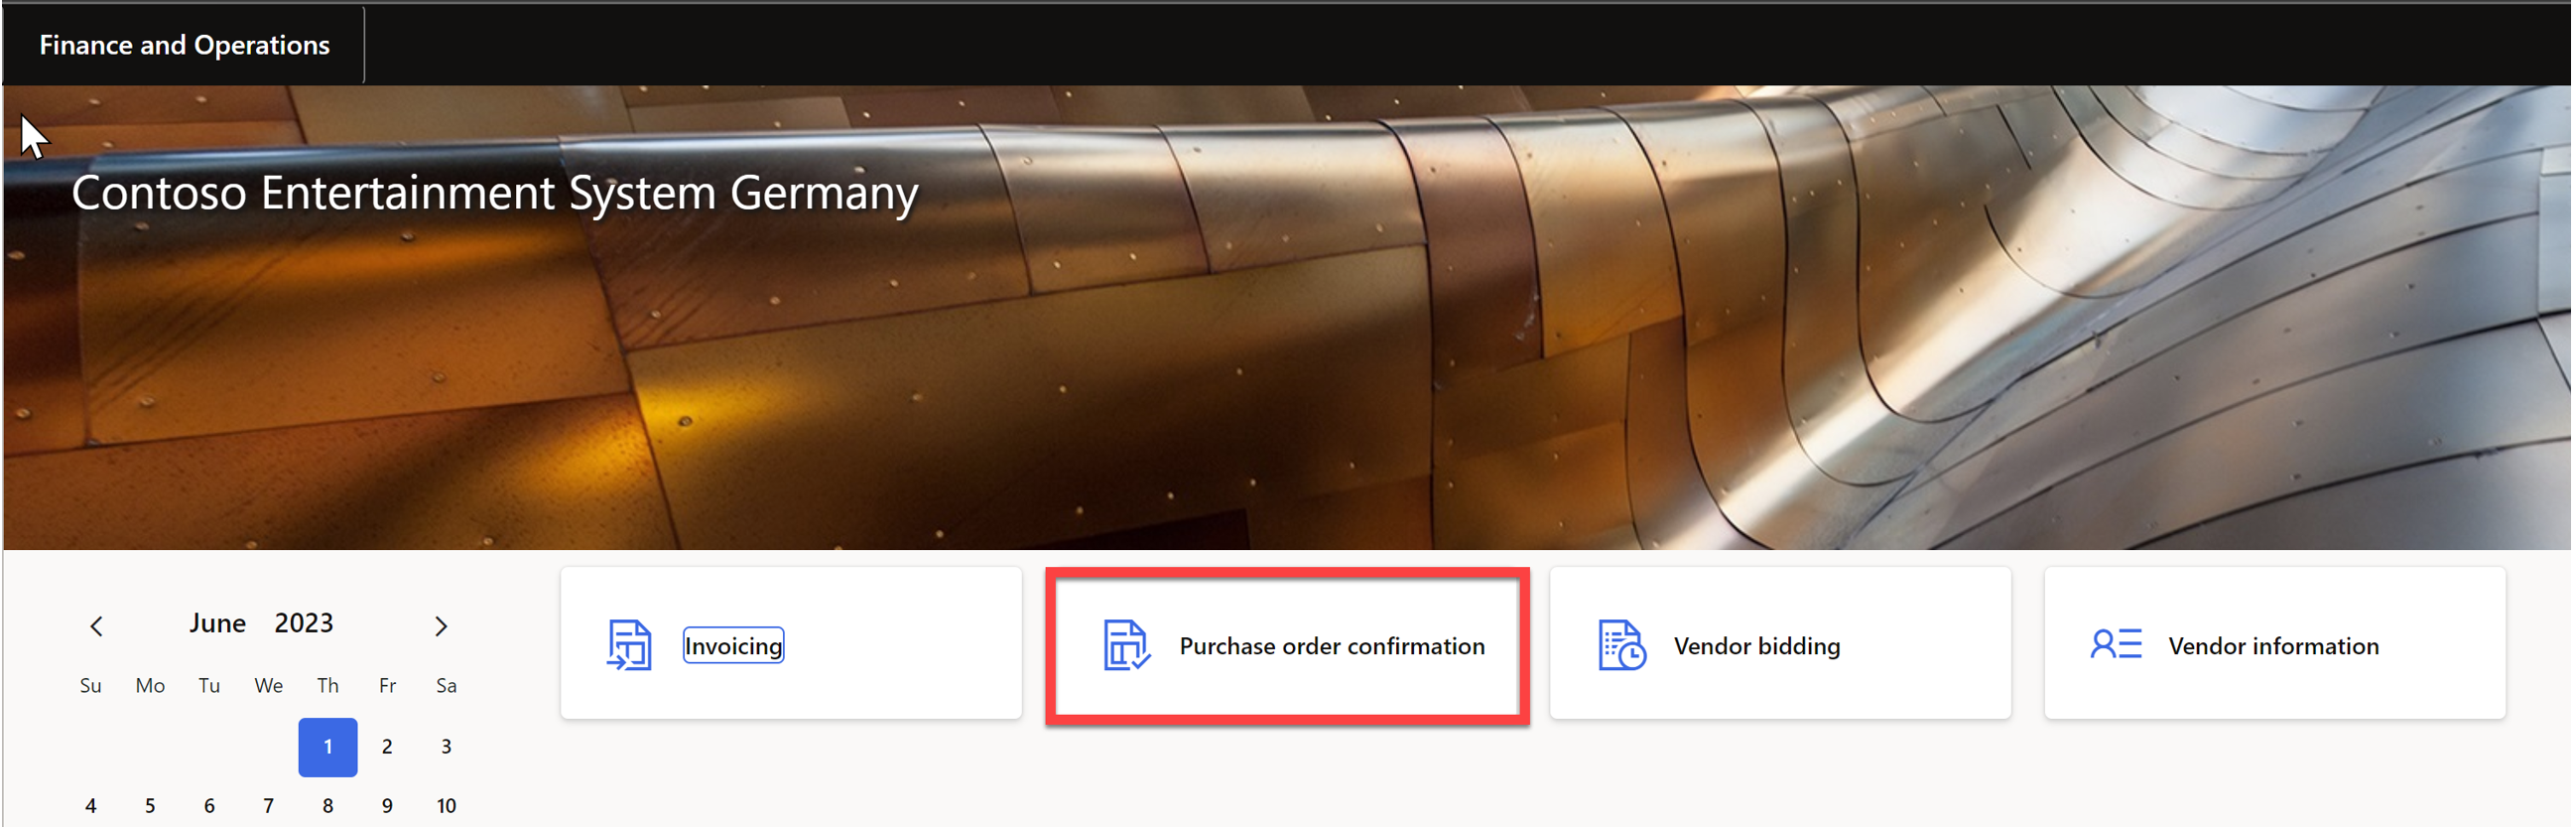 Finance and Operations
Contoso Entertainment System Germany
June 2023
Su Mo Tu We Th Fr Sa
1 2 3
4 5 6 7 8 9 10
Invoicing
Purchase order confirmation
Vendor bidding
Vendor information